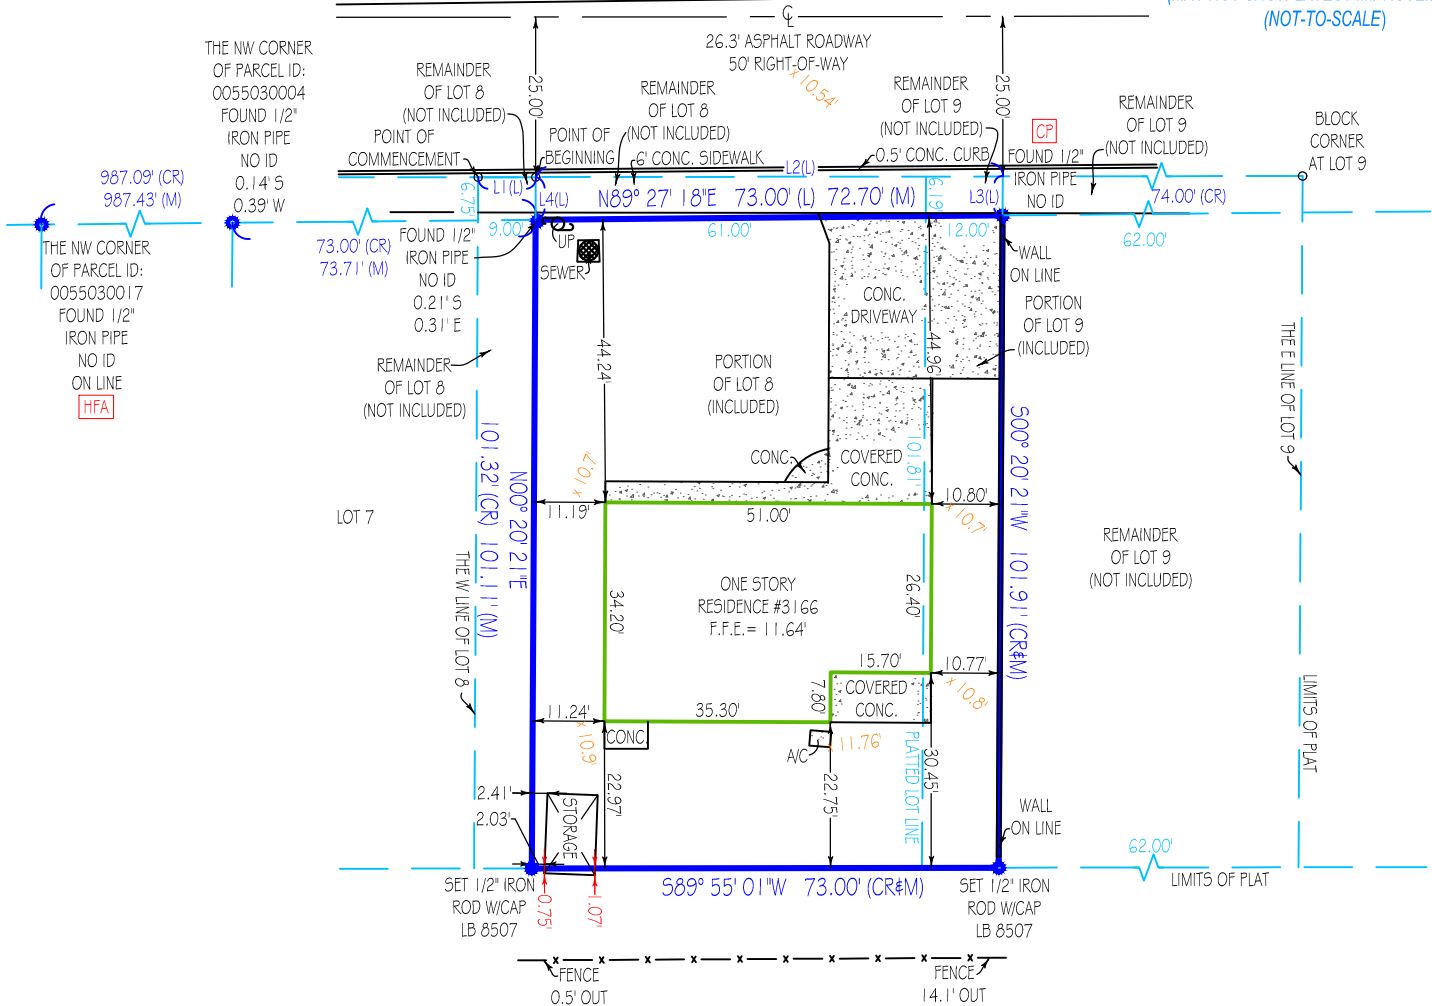 (NOT-TO-SCALE)
℄
26.3' ASPHALT ROADWAY
50' RIGHT-OF-WAY
x 10.54'
25.00'
25.00'
THE NW CORNER
OF PARCEL ID:
0055030004
FOUND 1/2"
IRON PIPE
NO ID
0.14' S
0.39' W
REMAINDER
OF LOT 8
(NOT INCLUDED)
POINT OF
COMMENCEMENT
POINT OF
BEGINNING
REMAINDER
OF LOT 8
(NOT INCLUDED)
6' CONC. SIDEWALK
REMAINDER
OF LOT 9
(NOT INCLUDED)
0.5' CONC. CURB
CP
FOUND 1/2"
IRON PIPE
NO ID
REMAINDER
OF LOT 9
(NOT INCLUDED)
BLOCK
CORNER
AT LOT 9
987.09' (CR)
987.43' (M)
6.75'
L1(L)
L4(L)
L2(L)
N89° 27' 18"E 73.00' (L) 72.70' (M)
6.19'
L3(L)
74.00' (CR)
9.00'
61.00'
12.00'
62.00'
73.00' (CR)
73.71' (M)
THE NW CORNER
OF PARCEL ID:
0055030017
FOUND 1/2"
IRON PIPE
NO ID
ON LINE
HFA
FOUND 1/2"
IRON PIPE
NO ID
0.21' S
0.31' E
UP
SEWER
WALL
ON LINE
CONC.
DRIVEWAY
PORTION
OF LOT 9
(INCLUDED)
REMAINDER
OF LOT 8
(NOT INCLUDED)
44.24'
44.96'
PORTION
OF LOT 8
(INCLUDED)
THE E LINE OF LOT 9
101.32' (CR) 101.11' (M)
N00° 20' 21"E
S00° 20' 21"W 101.91' (CR&M)
101.81'
CONC.
COVERED
CONC.
x 10.7'
11.19'
51.00'
10.80'
x 10.7'
LOT 7
THE W LINE OF LOT 8
REMAINDER
OF LOT 9
(NOT INCLUDED)
34.20'
ONE STORY
RESIDENCE #3166
F.F.E.= 11.64'
26.40'
15.70'
10.77'
7.80'
COVERED
CONC.
x 10.8'
11.24'
35.30'
x 10.9'
CONC
A/C
x 11.76'
PLATTED LOT LINE
30.45'
22.97'
22.75'
LIMITS OF PLAT
2.41'
2.03'
STORAGE
WALL
ON LINE
62.00'
LIMITS OF PLAT
S89° 55' 01"W 73.00' (CR&M)
SET 1/2" IRON
ROD W/CAP
LB 8507
0.75'
1.07'
SET 1/2" IRON
ROD W/CAP
LB 8507
FENCE
0.5' OUT
FENCE
14.1' OUT